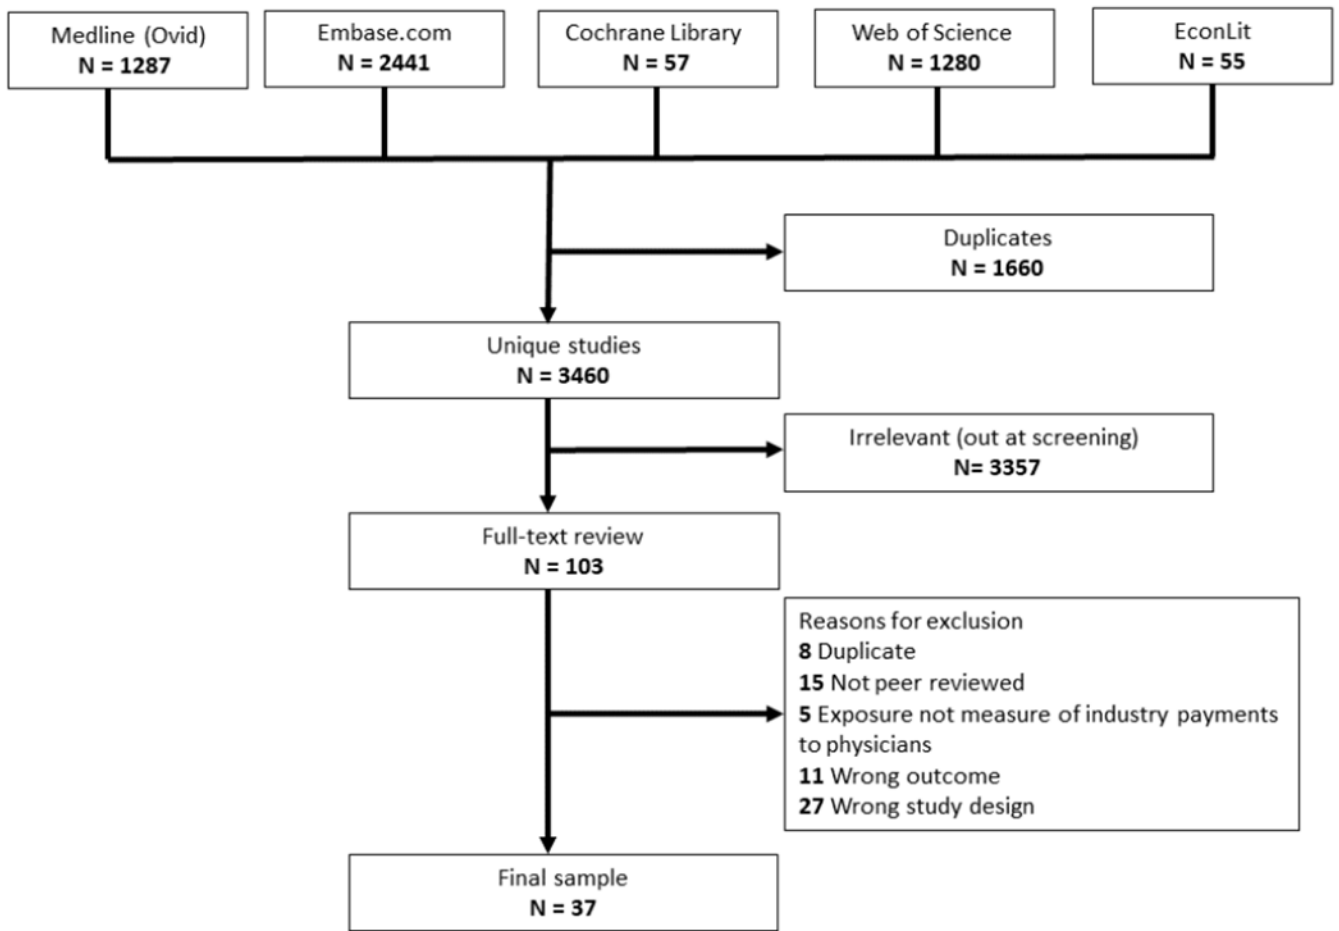 Medline (Ovid)
N = 1287
Embase.com
N = 2441
Cochrane Library
N = 57
Web of Science
N = 1280
EconLit
N = 55
Duplicates
N = 1660
Unique studies
N = 3460
Irrelevant (out at screening)
N= 3357
Full-text review
N = 103
Reasons for exclusion
8 Duplicate
15 Not peer reviewed
5 Exposure not measure of industry payments
to physicians
11 Wrong outcome
27 Wrong study design
Final sample
N = 37